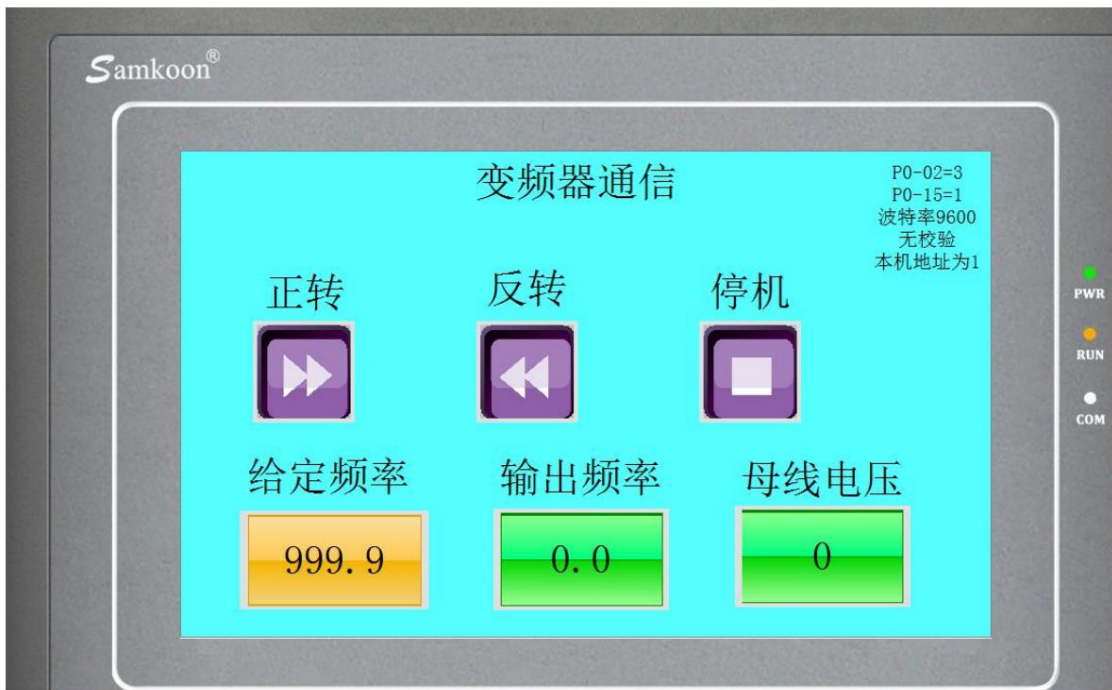 Samkoon®
变频器通信
P0-02=3
P0-15=1
波特率9600
无校验
本机地址为1
正转
反转
停机
PWR
RUN
COM
给定频率
输出频率
母线电压
999.9
0.0
0